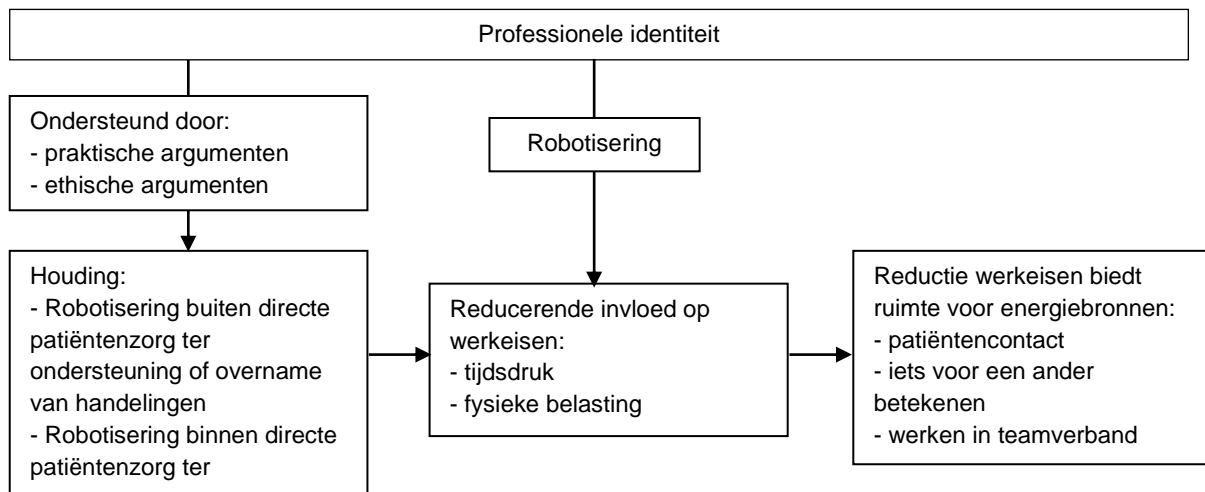 Professionele identiteit
Ondersteund door:
- praktische argumenten
- ethische argumenten
Robotisering
Houding:
- Robotisering buiten directe
patiëntenzorg ter
ondersteuning of overname
van handelingen
- Robotisering binnen directe
patiëntenzorg ter
Reducerende invloed op
werkeisen:
- tijdsdruk
- fysieke belasting
Reductie werkeisen biedt
ruimte voor energiebronnen:
- patiëntencontact
- iets voor een ander
betekenen
- werken in teamverband